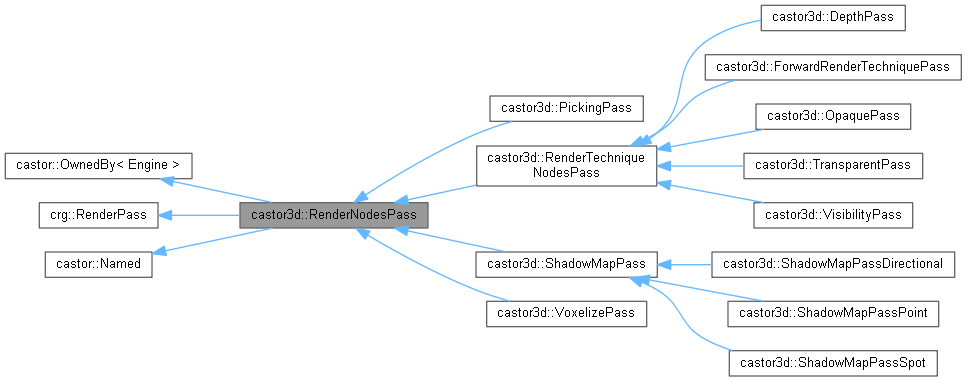 castor3d::DepthPass
castor3d::ForwardRenderTechniquePass
castor3d::PickingPass
castor3d::OpaquePass
castor::OwnedBy< Engine >
castor3d::RenderTechnique
NodesPass
castor3d::TransparentPass
crg::RenderPass
castor3d::RenderNodesPass
castor3d::VisibilityPass
castor::Named
castor3d::ShadowMapPass
castor3d::ShadowMapPassDirectional
castor3d::VoxelizePass
castor3d::ShadowMapPassPoint
castor3d::ShadowMapPassSpot